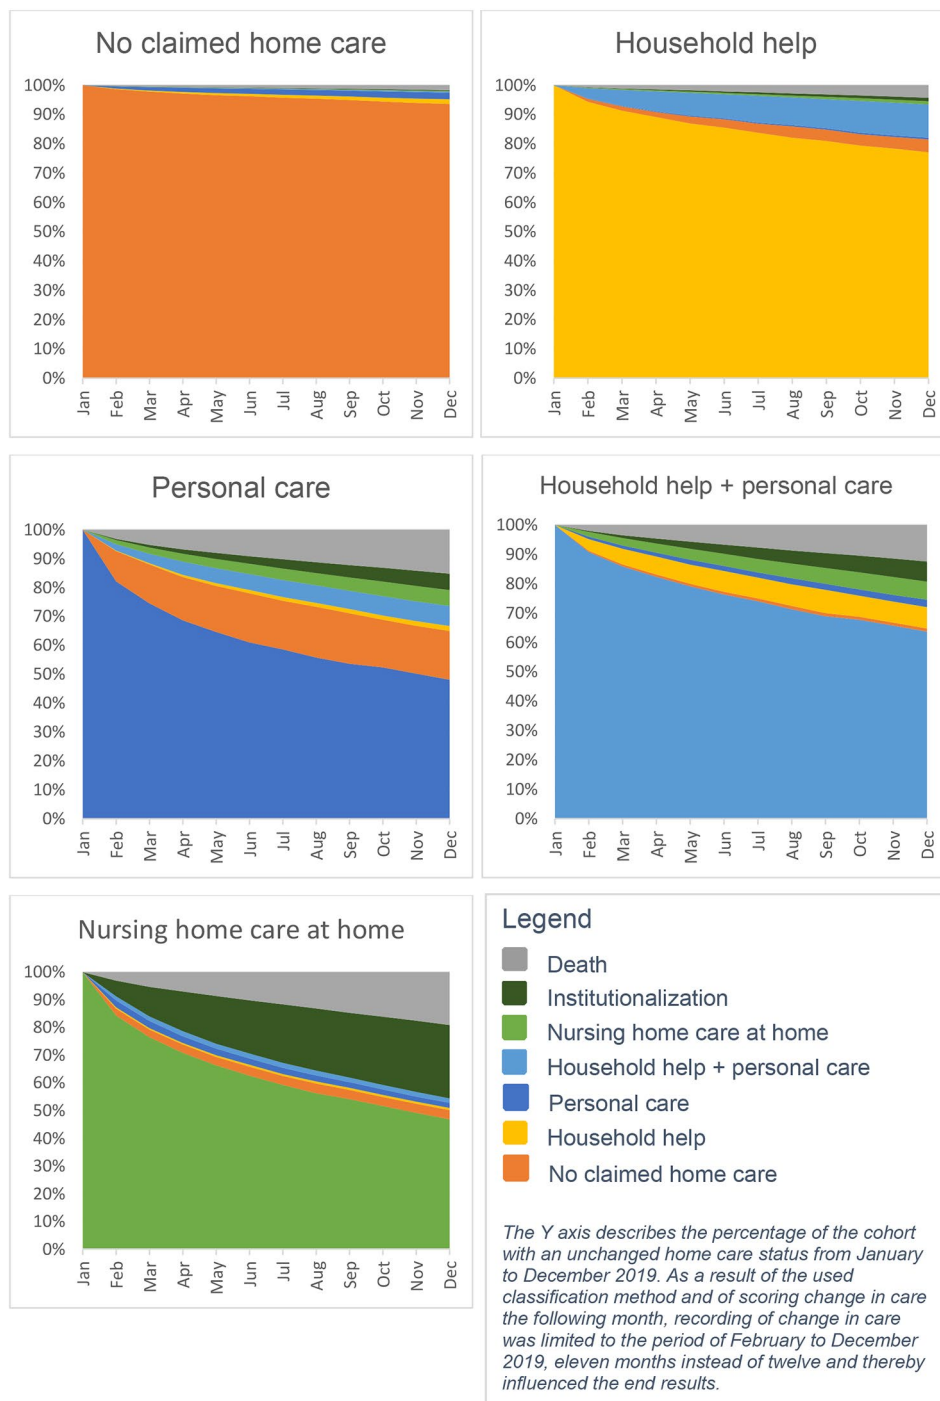 No claimed home care
100%
90%
80%
70%
60%
50%
40%
30%
20%
10%
0%
Jan
Feb
Mar
Apr
May
Jun
Jul
Aug
Sep
Oct
Nov
Dec
Household help
100%
90%
80%
70%
60%
50%
40%
30%
20%
10%
0%
Jan
Feb
Mar
Apr
May
Jun
Jul
Aug
Sep
Oct
Nov
Dec
Personal care
100%
90%
80%
70%
60%
50%
40%
30%
20%
10%
0%
Jan
Feb
Mar
Apr
May
Jun
Jul
Aug
Sep
Oct
Nov
Dec
Household help + personal care
100%
90%
80%
70%
60%
50%
40%
30%
20%
10%
0%
Jan
Feb
Mar
Apr
May
Jun
Jul
Aug
Sep
Oct
Nov
Dec
Nursing home care at home
100%
90%
80%
70%
60%
50%
40%
30%
20%
10%
0%
Jan
Feb
Mar
Apr
May
Jun
Jul
Aug
Sep
Oct
Nov
Dec
Legend
Death
Institutionalization
Nursing home care at home
Household help + personal care
Personal care
Household help
No claimed home care
The Y axis describes the percentage of the cohort
with an unchanged home care status from January
to December 2019. As a result of the used
classification method and of scoring change in care
the following month, recording of change in care
was limited to the period of February to December
2019, eleven months instead of twelve and thereby
influenced the end results.